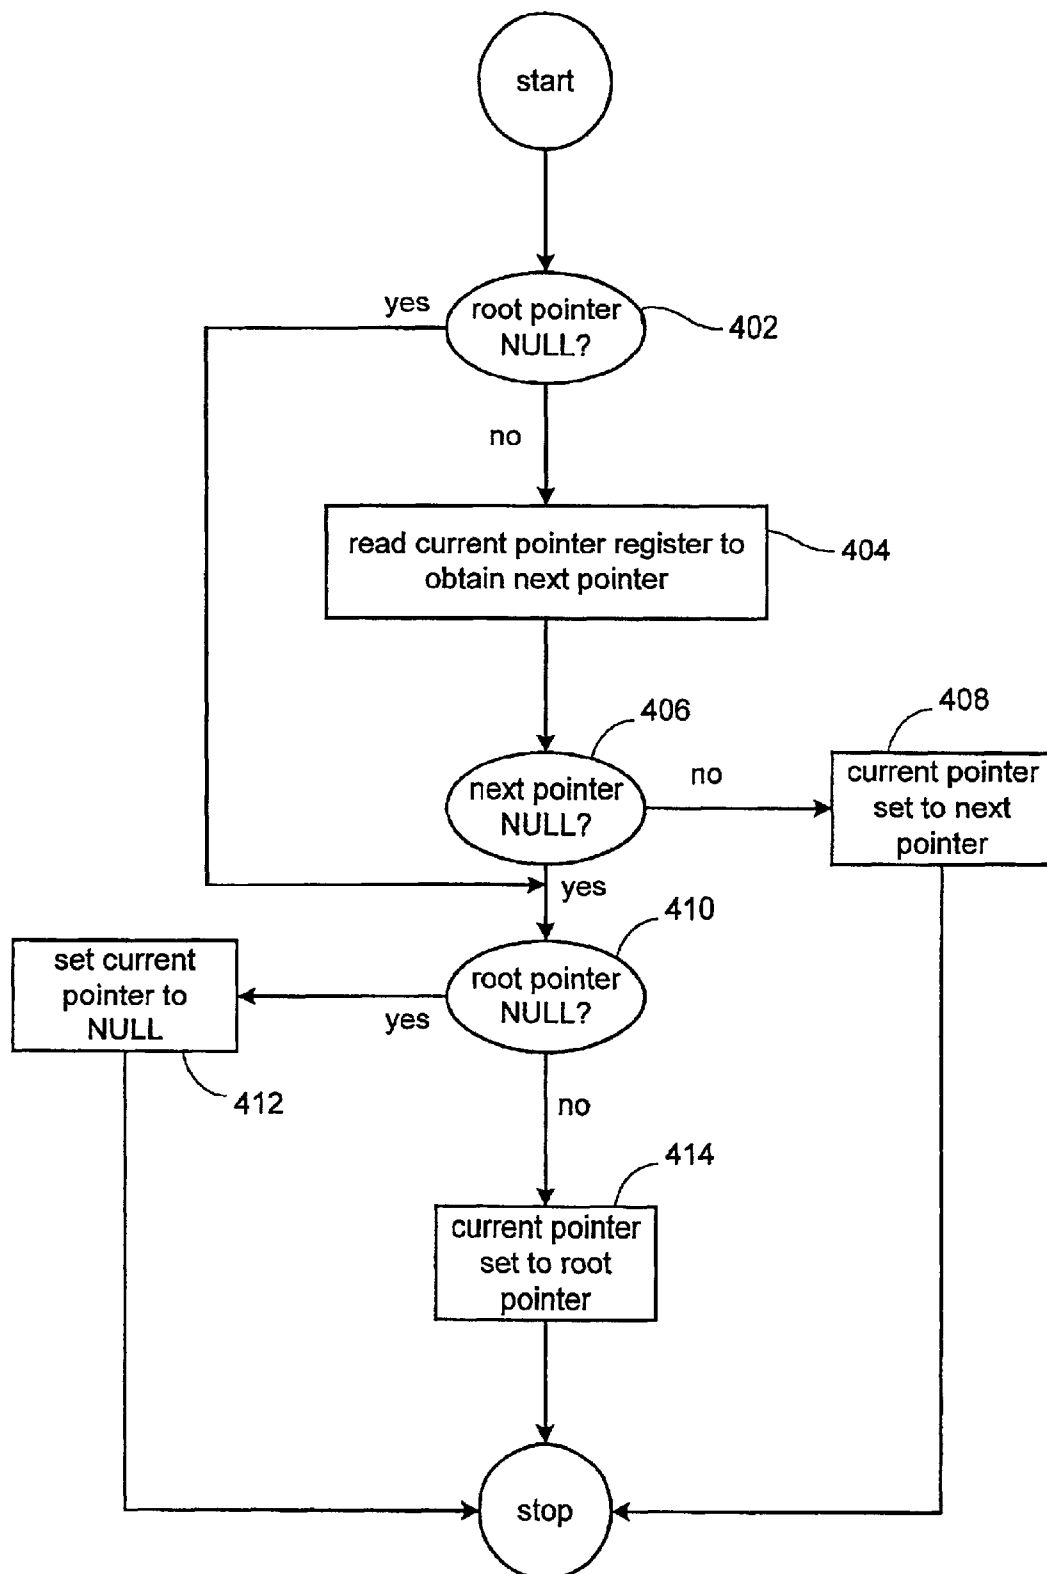 start
yes
root pointer
NULL?
402
no
read current pointer register to
obtain next pointer
404
406
408
next pointer
NULL?
no
current pointer
set to next
pointer
yes
410
set current
pointer to
NULL
yes
root pointer
NULL?
412
no
414
current pointer
set to root
pointer
stop